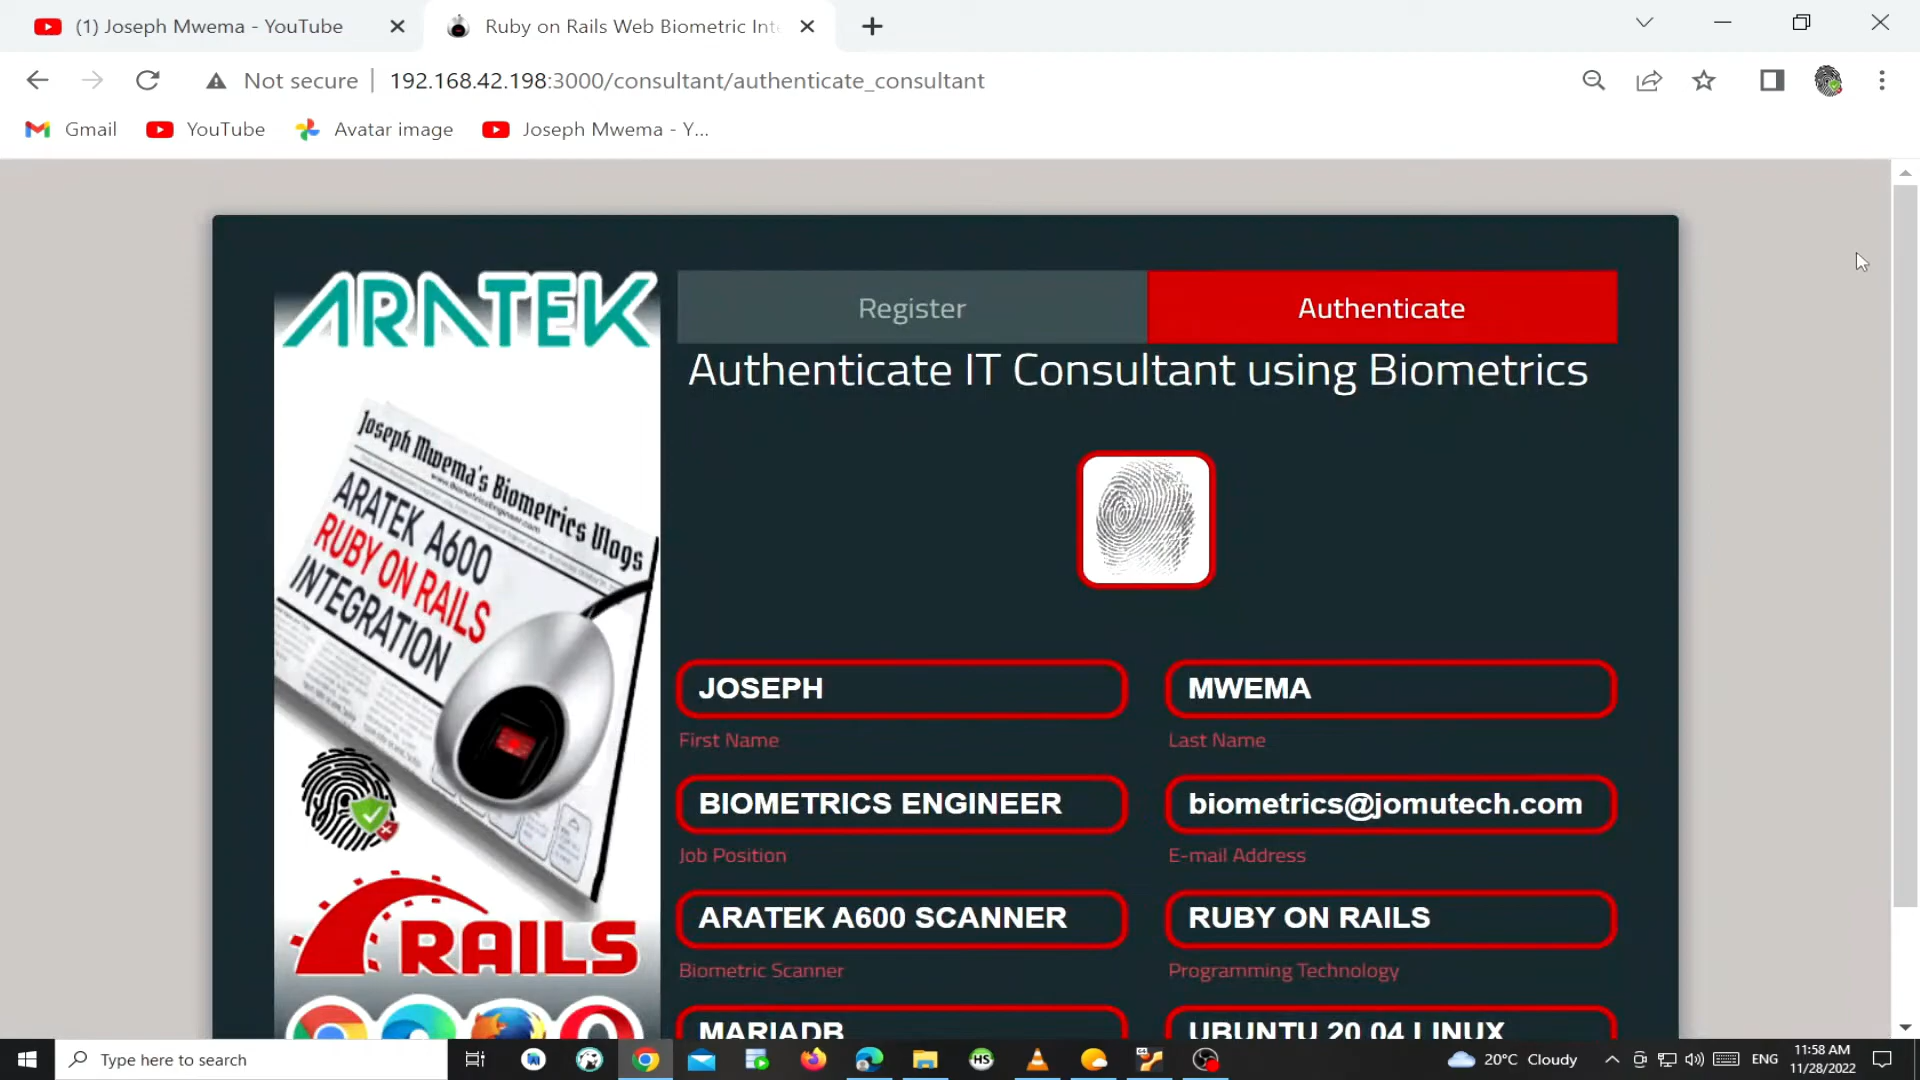 (1) Joseph Mwema - YouTube
Ruby on Rails Web Biometric Int
Not secure
192.168.42.198:3000/consultant/authenticate_consultant
Gmail
YouTube
Avatar image
Joseph Mwema - Y...
ARATEK
Register
Authenticate
Authenticate IT Consultant using Biometrics
Joseph Mwema's Biometrics Vlogs
ARATEK A600
RUBY ON RAILS
INTEGRATION
RAILS
JOSEPH
MWEMA
First Name
Last Name
BIOMETRICS ENGINEER
biometrics@jomutech.com
Job Position
E-mail Address
ARATEK A600 SCANNER
RUBY ON RAILS
Biometric Scanner
Programming Technology
MARIADB
UBUNTU 20.04 LINUX
Type here to search
HS
64
20°C Cloudy
ENG
11:58 AM
11/28/2022